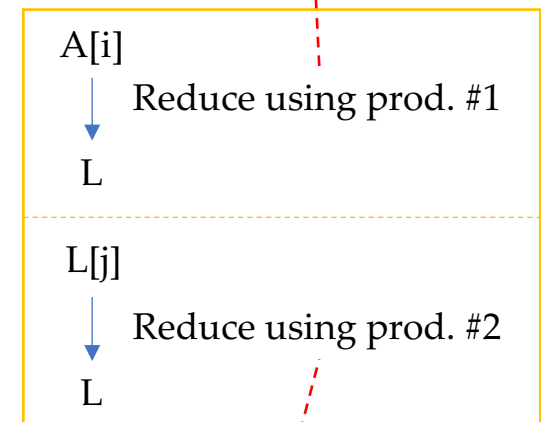 A[i]
Reduce using prod. #1
L
L[j]
Reduce using prod. #2
L